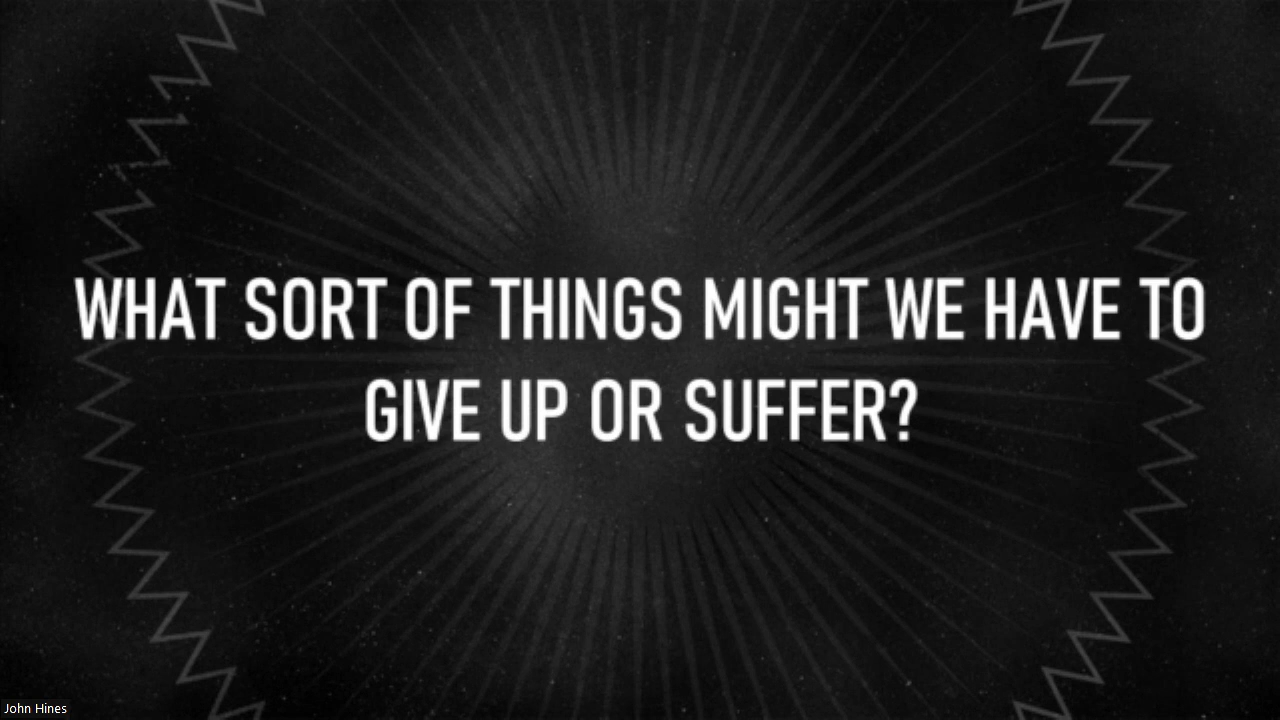 WHAT SORT OF THINGS MIGHT WE HAVE TO
GIVE UP OR SUFFER?
John Hines